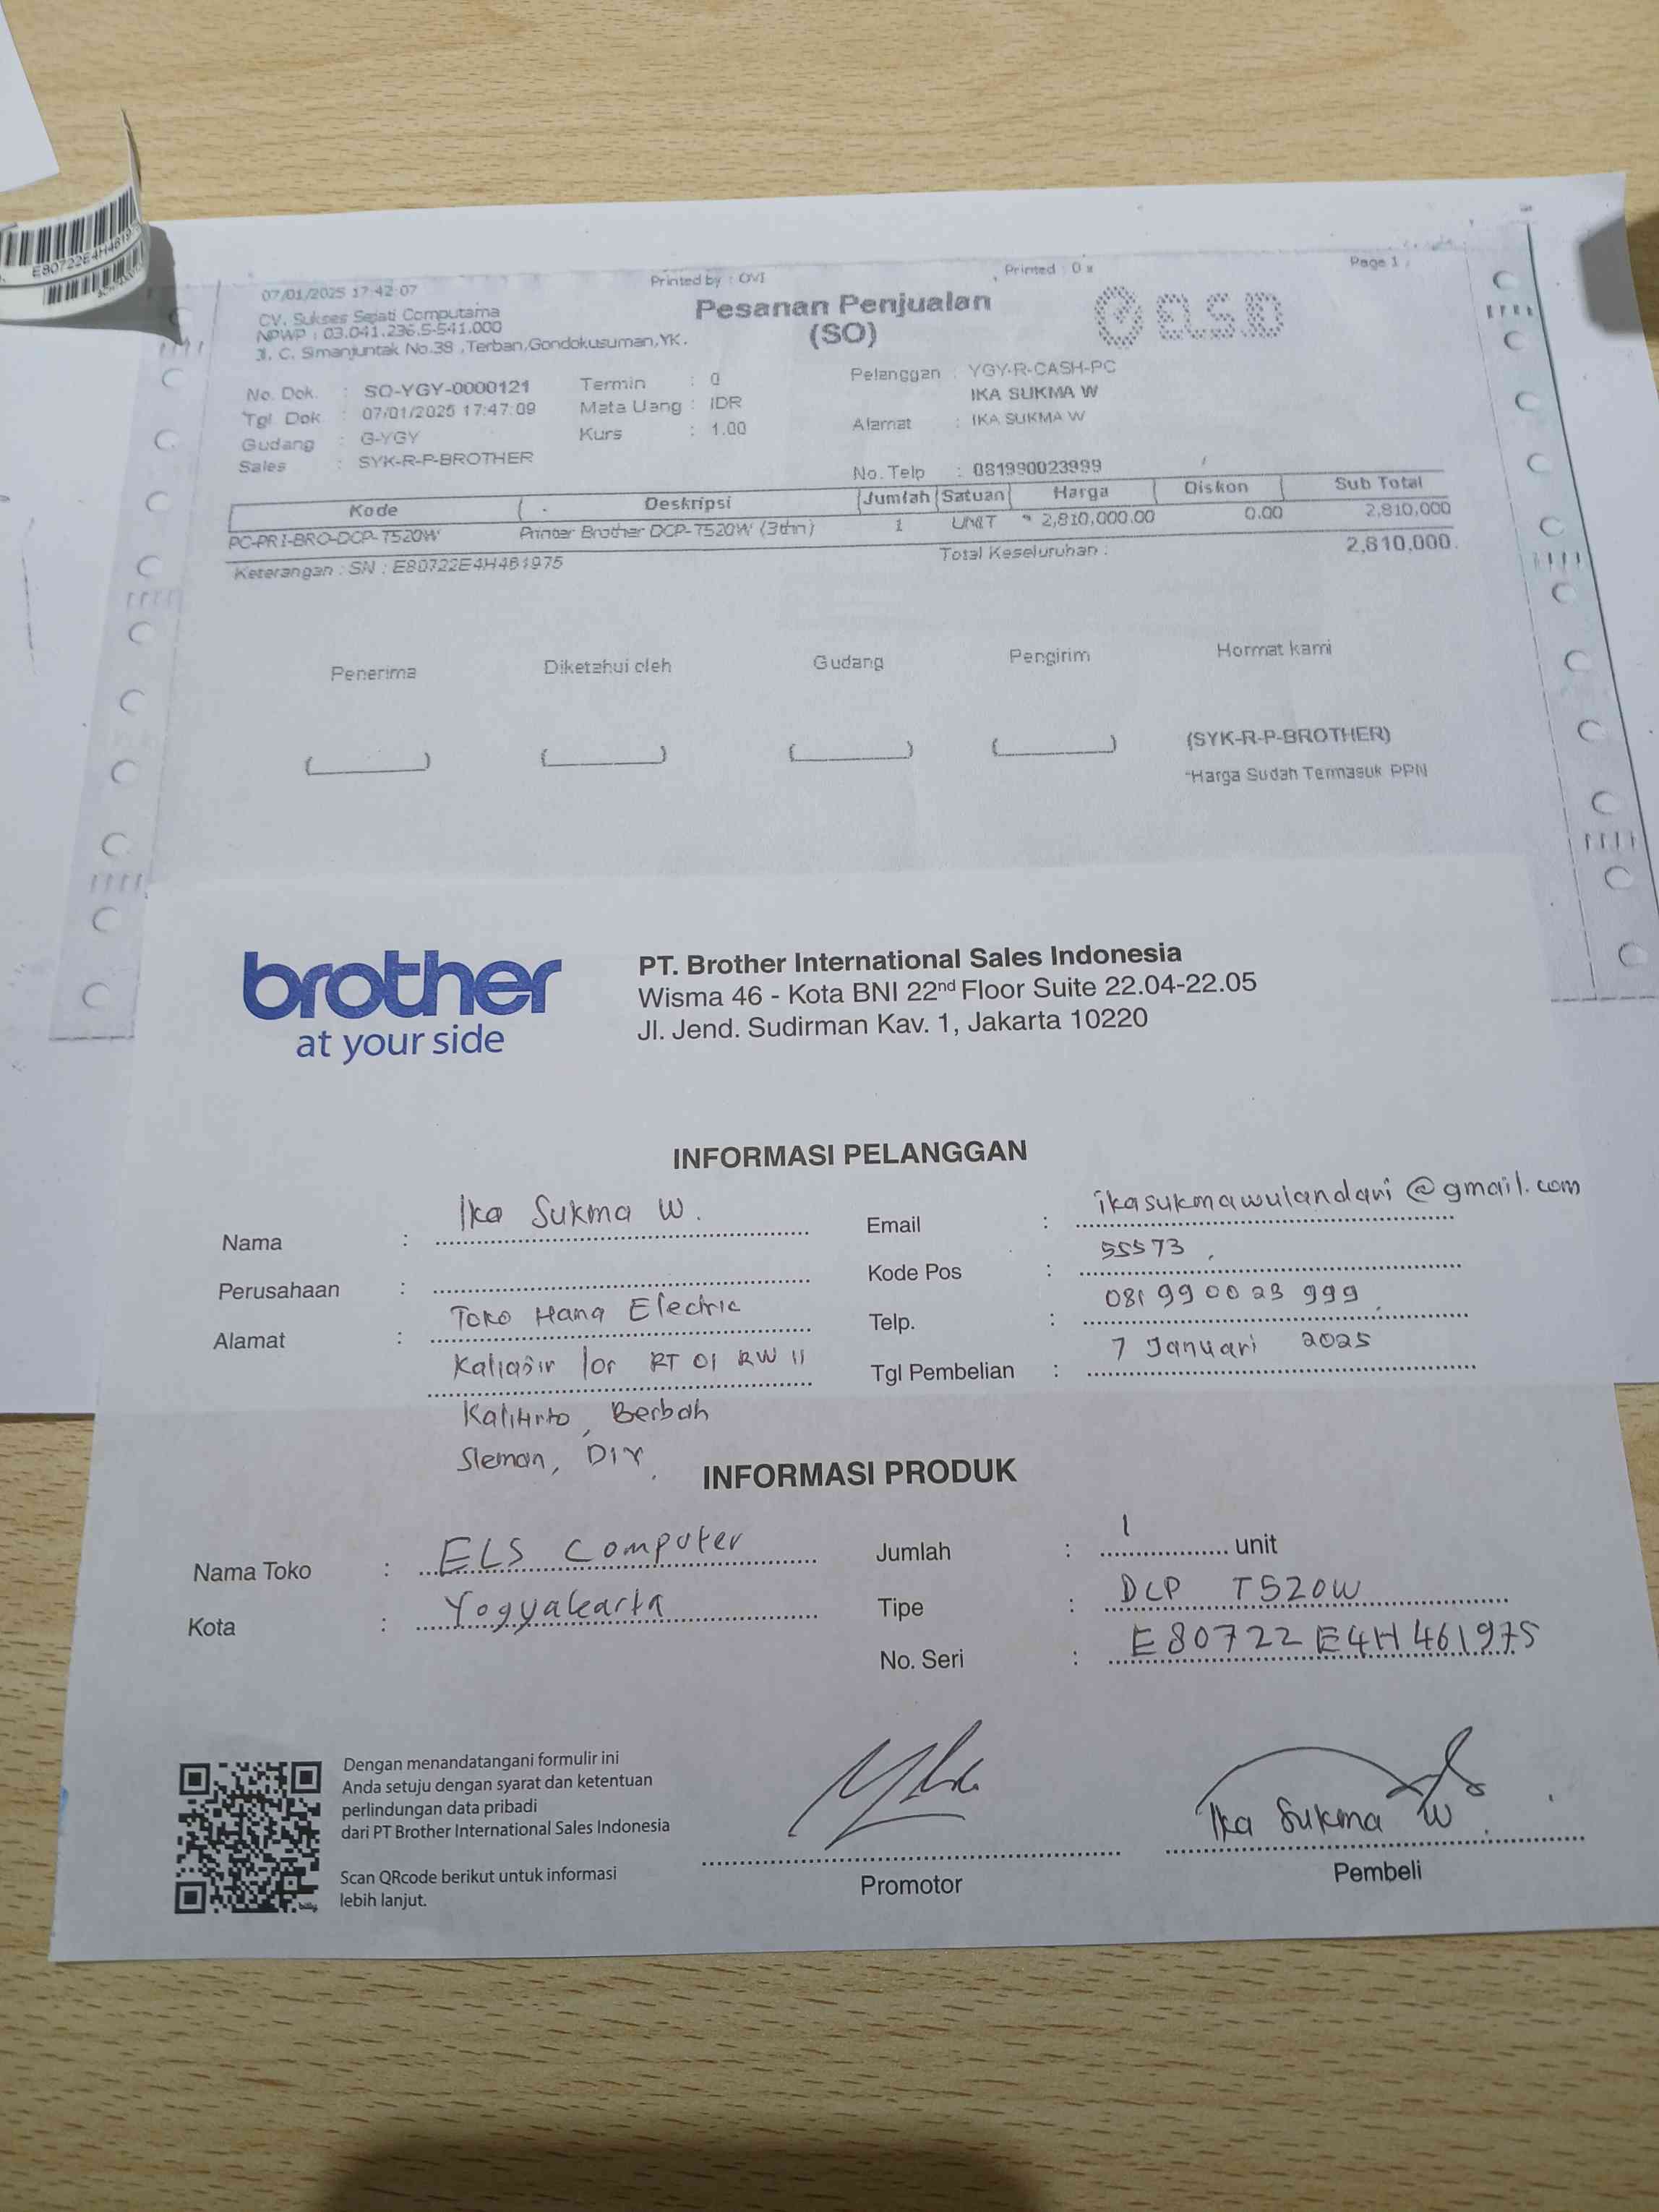 E80722E4H46197
07/01/2025 17:42:07
Printed by : OVI
Printed : 0 x
Page 1
CV. Sukses Sejati Computama
NPWP : 03.041.236.5-541.000
Jl. C. Simanjuntak No.38 ,Terban,Gondokusuman,YK.
Pesanan Penjualan
(SO)
No. Dok. : SO-YGY-0000121
Tgl Dok : 07/01/2025 17:47:09
Gudang : G-YGY
Sales : SYK-R-P-BROTHER
Termin : 0
Mata Uang : IDR
Kurs : 1.00
Pelanggan : YGY-R-CASH-PC
IKA SUKMA W
Alamat : IKA SUKMA W
No. Telp : 081990023999
Kode Deskripsi Jumlah Satuan Harga Diskon Sub Total
PC-PRI-BRO-DCP-T520W Printer Brother DCP-T520W (3thn) 1 UNIT 2,810,000.00 0.00 2,810,000
Keterangan : SN : E80722E4H461975
Total Keseluruhan : 2,810,000.
Penerima Diketahui oleh Gudang Pengirim Hormat kami
(SYK-R-P-BROTHER)
*Harga Sudah Termasuk PPN
brother
at your side
PT. Brother International Sales Indonesia
Wisma 46 - Kota BNI 22nd Floor Suite 22.04-22.05
Jl. Jend. Sudirman Kav. 1, Jakarta 10220
INFORMASI PELANGGAN
Nama : Ika Sukma W.
Perusahaan :
Alamat : Toko Hana Electric
Kaliajir lor RT 01 RW 11
Kalitirto, Berbah
Sleman, DIY.
Email : ikasukmawulandari@gmail.com
Kode Pos : 55573
Telp. : 081 99 00 23 999
Tgl Pembelian : 7 Januari 2025
INFORMASI PRODUK
Nama Toko : ELS Computer
Kota : Yogyakarta
Jumlah : 1 unit
Tipe : DCP T520W
No. Seri : E80722E4H461975
Dengan menandatangani formulir ini
Anda setuju dengan syarat dan ketentuan
perlindungan data pribadi
dari PT Brother International Sales Indonesia
Scan QRcode berikut untuk informasi
lebih lanjut.
Promotor
Ika Sukma W.
Pembeli